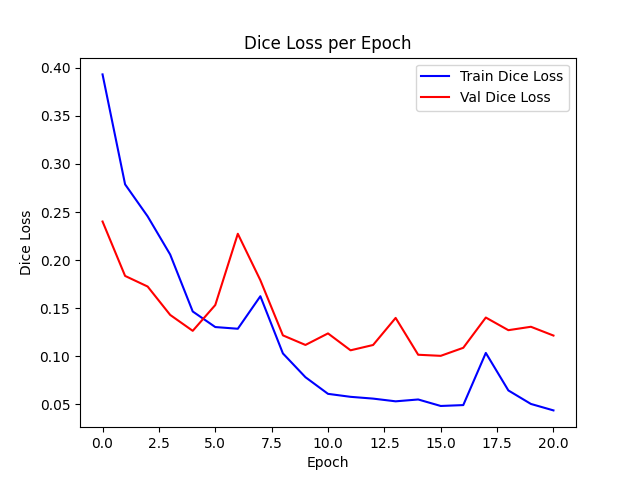 Dice Loss per Epoch
Train Dice Loss
Val Dice Loss
Dice Loss
0.40
0.35
0.30
0.25
0.20
0.15
0.10
0.05
0.0 2.5 5.0 7.5 10.0 12.5 15.0 17.5 20.0
Epoch